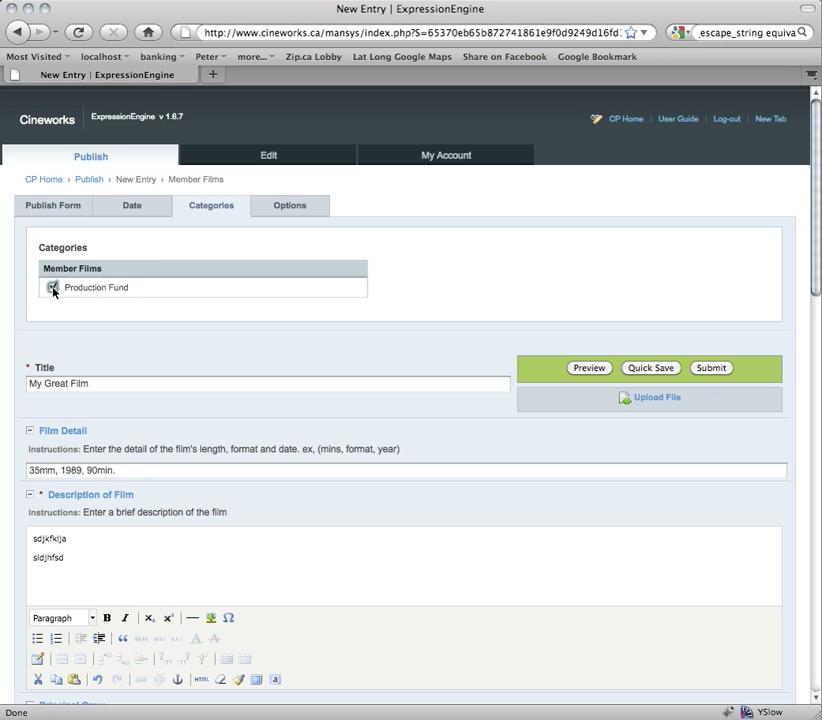 New Entry | ExpressionEngine
http://www.cineworks.ca/mansys/index.php?S=65370eb65b872741861e9f0d9249d16fd:
_escape_string equiva
Most Visited localhost banking Peter more... Zip.ca Lobby Lat Long Google Maps Share on Facebook Google Bookmark
New Entry | ExpressionEngine
Cineworks ExpressionEngine v 1.6.7 CP Home | User Guide | Log-out | New Tab
Publish Edit My Account
CP Home › Publish › New Entry › Member Films
Publish Form Date Categories Options
Categories
Member Films
Production Fund
* Title
Preview Quick Save Submit
My Great Film
Upload File
Film Detail
Instructions: Enter the detail of the film's length, format and date. ex, (mins, format, year)
35mm, 1989, 90min.
* Description of Film
Instructions: Enter a brief description of the film
sdjkfklja
sldjhfsd
Paragraph B I X₂ X² Ω
HTML
Done YSlow